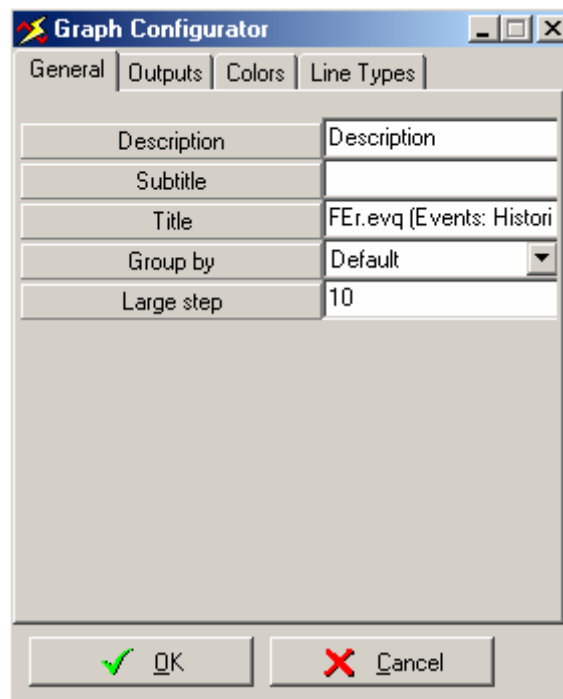 Graph Configurator
General Outputs Colors Line Types
Description Description
Subtitle
Title FEr.evq (Events: Histori
Group by Default
Large step 10
OK Cancel